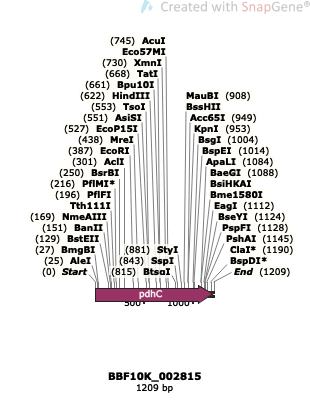 Created with SnapGene®
(745) AcuI
Eco57MI
(730) XmnI
(668) TatI
(661) Bpu10I
(622) HindIII
(553) TsoI
(551) AsiSI
(527) EcoP15I
(438) MreI
(387) EcoRI
(301) AclI
(250) BsrBI
(216) PflMI*
(196) PflFI
Tth111I
(169) NmeAIII
(151) BanII
(129) BstEII
(27) BmgBI
(25) AleI
(0) Start
(881) StyI
(843) SspI
(815) BtsαI
MauBI (908)
BssHII
Acc65I (949)
KpnI (953)
BsgI (1004)
BspEI (1014)
ApaLI (1084)
BaeGI (1088)
BsiHKAI
Bme1580I
EagI (1112)
BseYI (1124)
PspFI (1128)
PshAI (1145)
ClaI* (1190)
BspDI*
End (1209)
pdhC
500
1000
BBF10K_002815
1209 bp